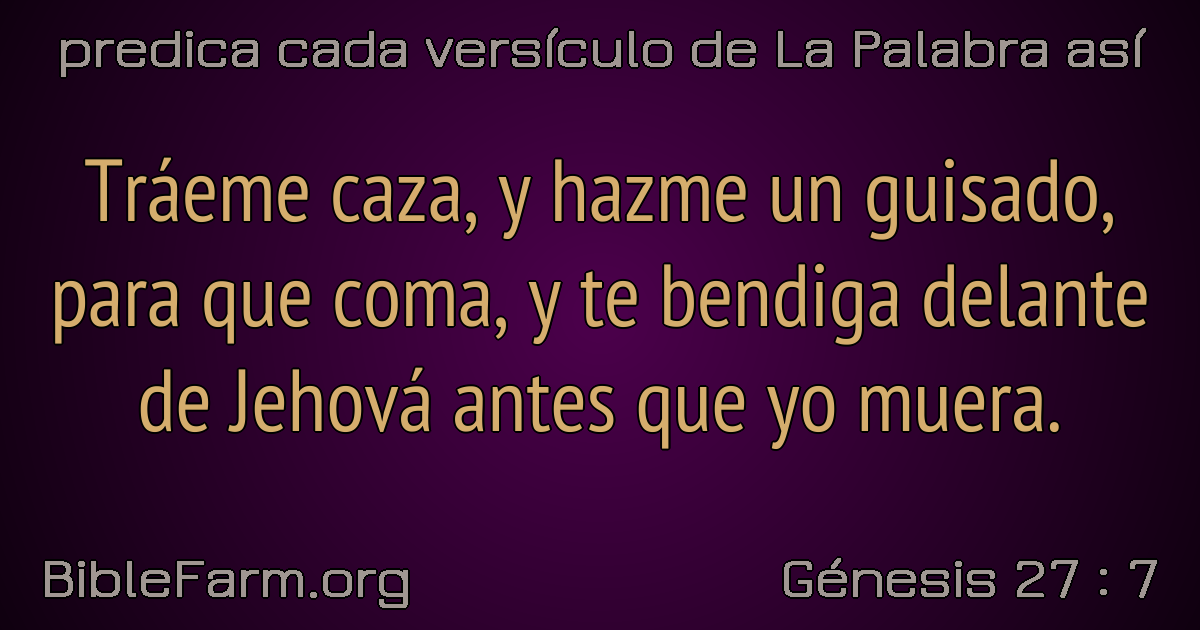 predica cada versículo de La Palabra así
Tráeme caza, y hazme un guisado,
para que coma, y te bendiga delante
de Jehová antes que yo muera.
BibleFarm.org
Génesis 27 : 7